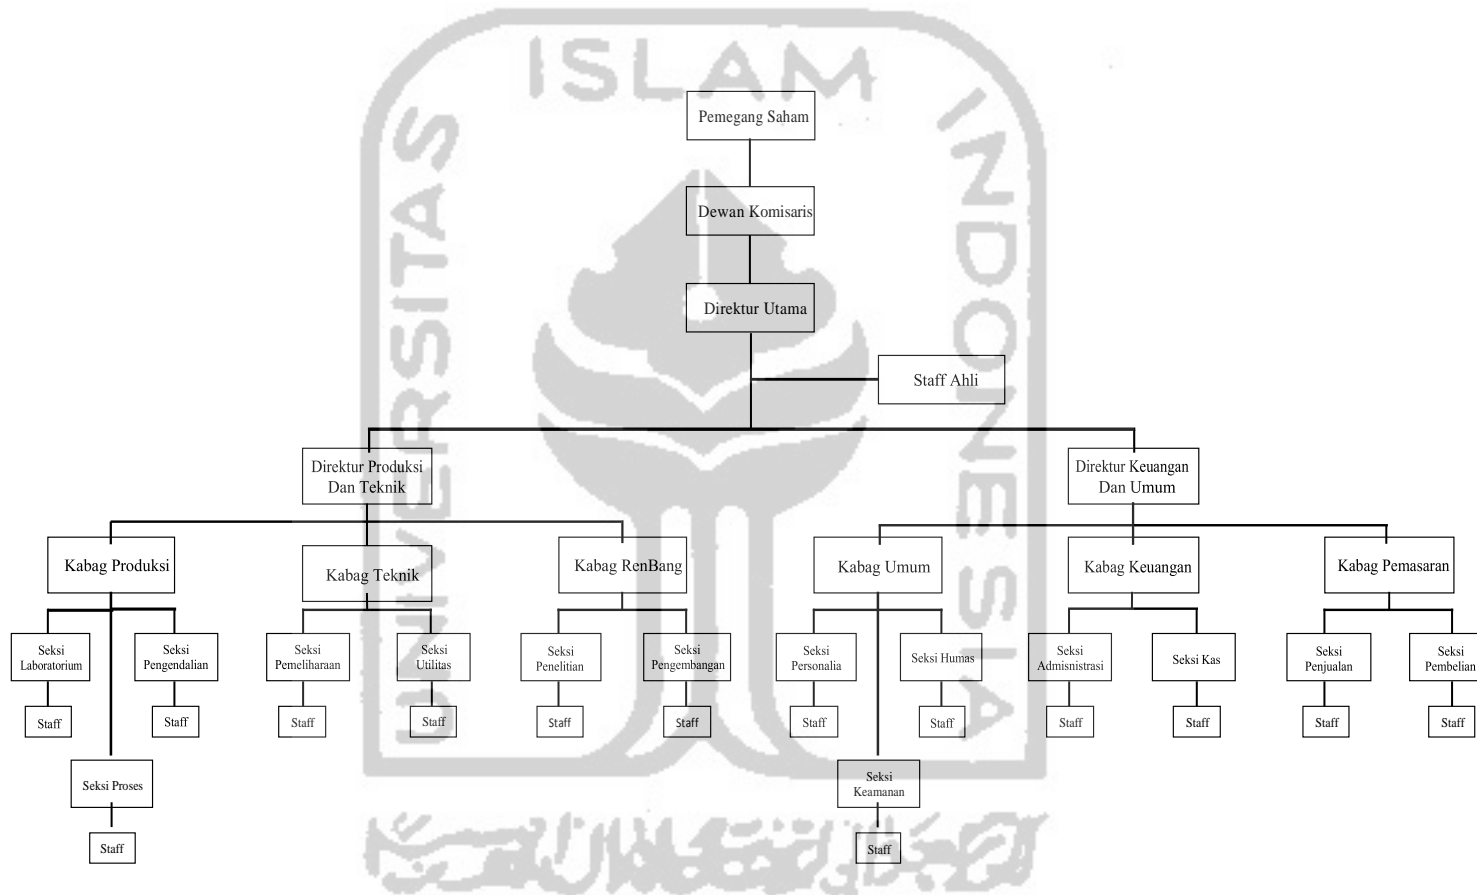 UNIVERSITAS
ISLAM
INDONESIA
Pemegang Saham
Dewan Komisaris
Direktur Utama
Staff Ahli
Direktur Produksi
Dan Teknik
Direktur Keuangan
Dan Umum
Kabag Produksi
Kabag Teknik
Kabag RenBang
Kabag Umum
Kabag Keuangan
Kabag Pemasaran
Seksi
Laboratorium
Seksi
Pengendalian
Seksi
Pemeliharaan
Seksi
Utilitas
Seksi
Penelitian
Seksi
Pengembangan
Seksi
Personalia
Seksi Humas
Seksi
Admisnistrasi
Seksi Kas
Seksi
Penjualan
Seksi
Pembelian
Staff
Staff
Staff
Staff
Staff
Staff
Staff
Staff
Staff
Staff
Staff
Staff
Seksi Proses
Seksi
Keamanan
Staff
Staff